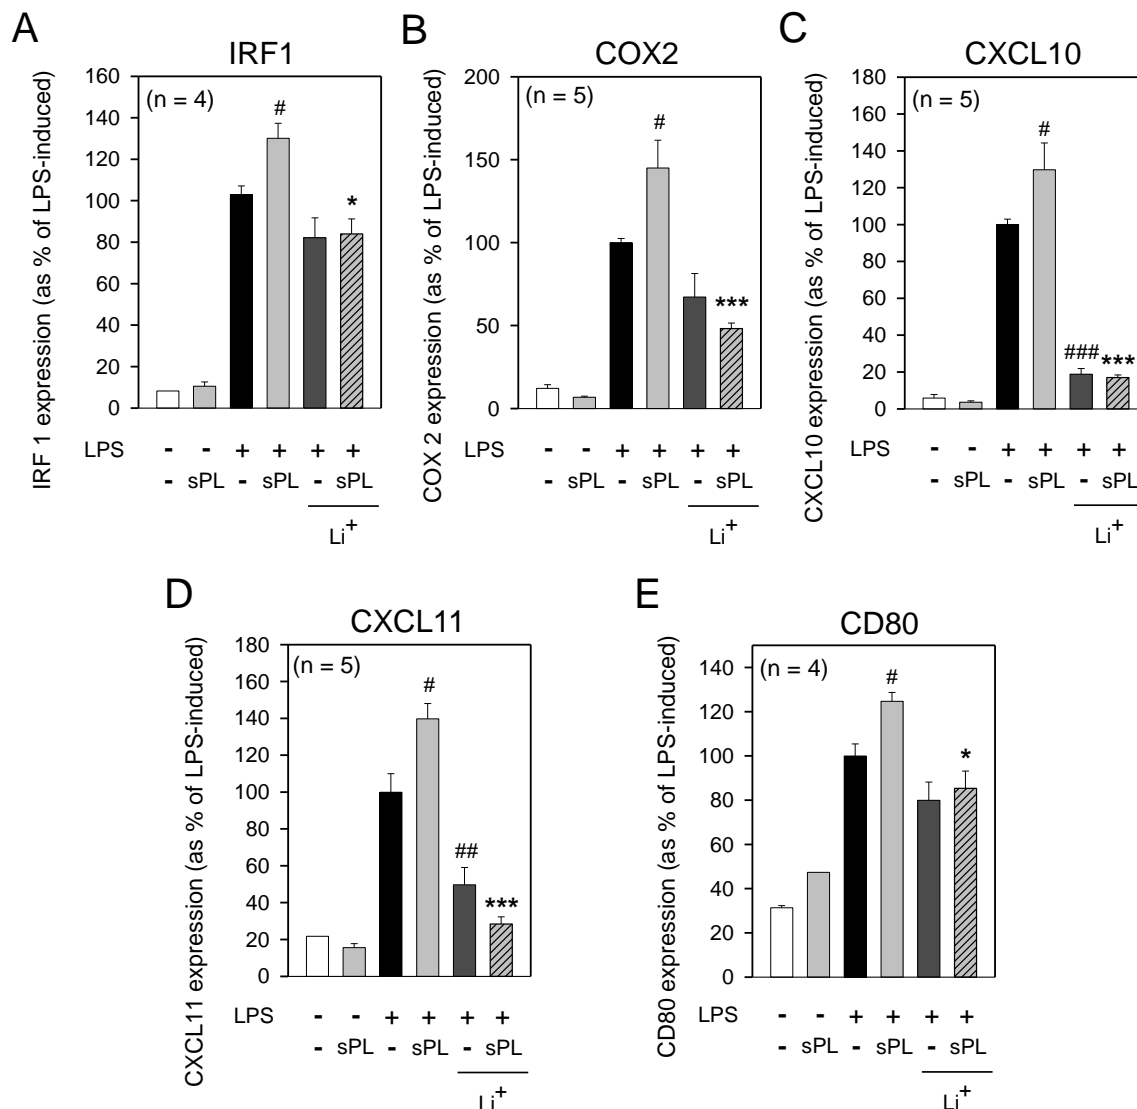 A
IRF1
IRF 1 expression (as % of LPS-induced)
(n = 4)
160
140
120
100
80
60
40
20
0
#
*
LPS - - + + + +
- sPL - sPL - sPL
Li+
B
COX2
COX 2 expression (as % of LPS-induced)
(n = 5)
200
150
100
50
0
#
***
- - + + + +
- sPL - sPL - sPL
Li+
C
CXCL10
CXCL10 expression (as % of LPS-induced)
(n = 5)
180
160
140
120
100
80
60
40
20
0
#
###
***
- - + + + +
- sPL - sPL - sPL
Li+
D
CXCL11
CXCL11 expression (as % of LPS-induced)
(n = 5)
180
160
140
120
100
80
60
40
20
0
#
##
***
LPS - - + + + +
- sPL - sPL - sPL
Li+
E
CD80
CD80 expression (as % of LPS-induced)
(n = 4)
140
120
100
80
60
40
20
0
#
*
- - + + + +
- sPL - sPL - sPL
Li+